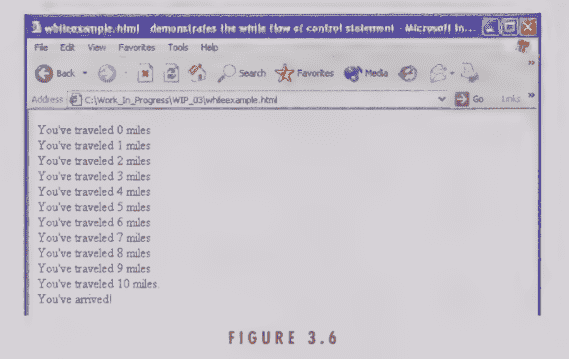 whileexample.html demonstrates the while flow of control statement - Microsoft In...
File Edit View Favorites Tools Help
Back Search Favorites Media
Address C:\Work_In_Progress\WIP_03\whileexample.html Go Links »
You've traveled 0 miles
You've traveled 1 miles
You've traveled 2 miles
You've traveled 3 miles
You've traveled 4 miles
You've traveled 5 miles
You've traveled 6 miles
You've traveled 7 miles
You've traveled 8 miles
You've traveled 9 miles
You've traveled 10 miles.
You've arrived!
FIGURE 3.6